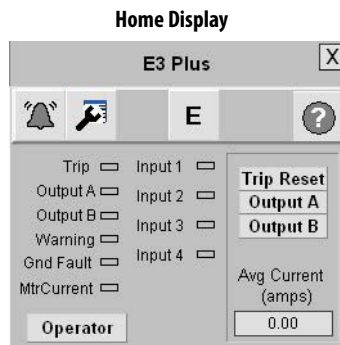 Home Display
E3 Plus
X
E
?
Trip
Input 1
Output A
Input 2
Output B
Input 3
Warning
Input 4
Gnd Fault
MtrCurrent
Operator
Trip Reset
Output A
Output B
Avg Current
(amps)
0.00